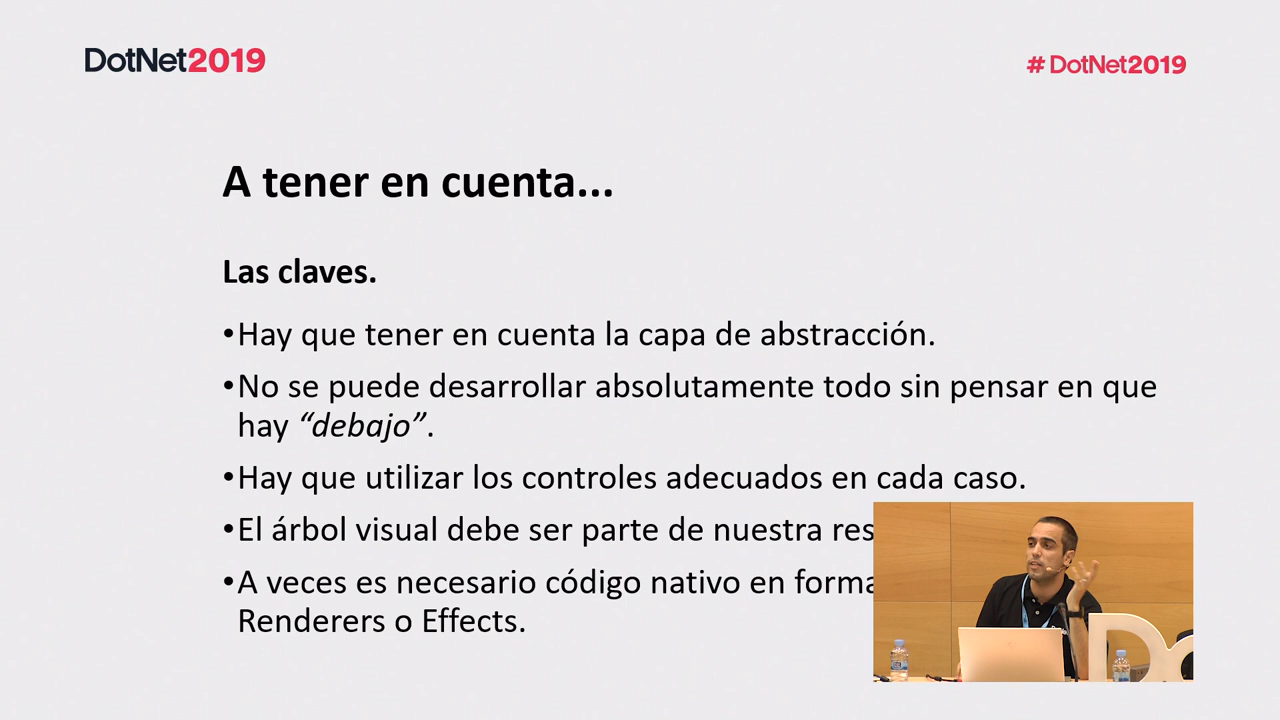 DotNet2019
# DotNet2019
A tener en cuenta...
Las claves.
•Hay que tener en cuenta la capa de abstracción.
•No se puede desarrollar absolutamente todo sin pensar en que
hay “debajo”.
•Hay que utilizar los controles adecuados en cada caso.
•El árbol visual debe ser parte de nuestra
•A veces es necesario código nativo en
Renderers o Effects.